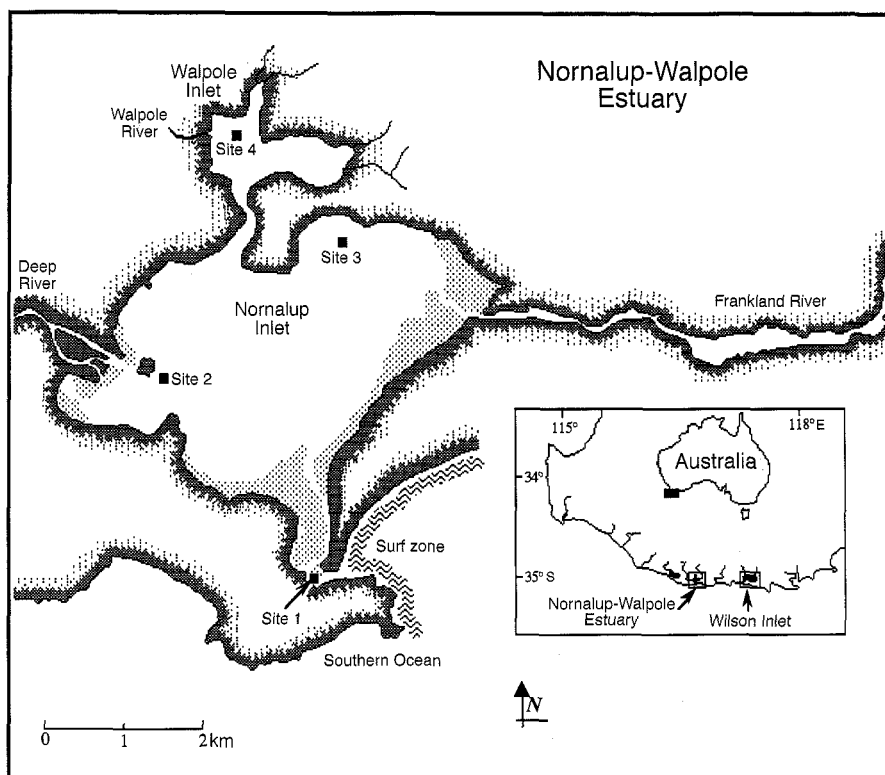 Nornalup-Walpole
Estuary
Walpole
Inlet
Walpole
River
Site 4
Site 3
Deep
River
Nornalup
Inlet
Frankland River
Site 2
115°
118°E
Australia
34°
35°S
Nornalup-Walpole
Estuary
Wilson Inlet
Surf zone
Site 1
Southern Ocean
N
0 1 2km